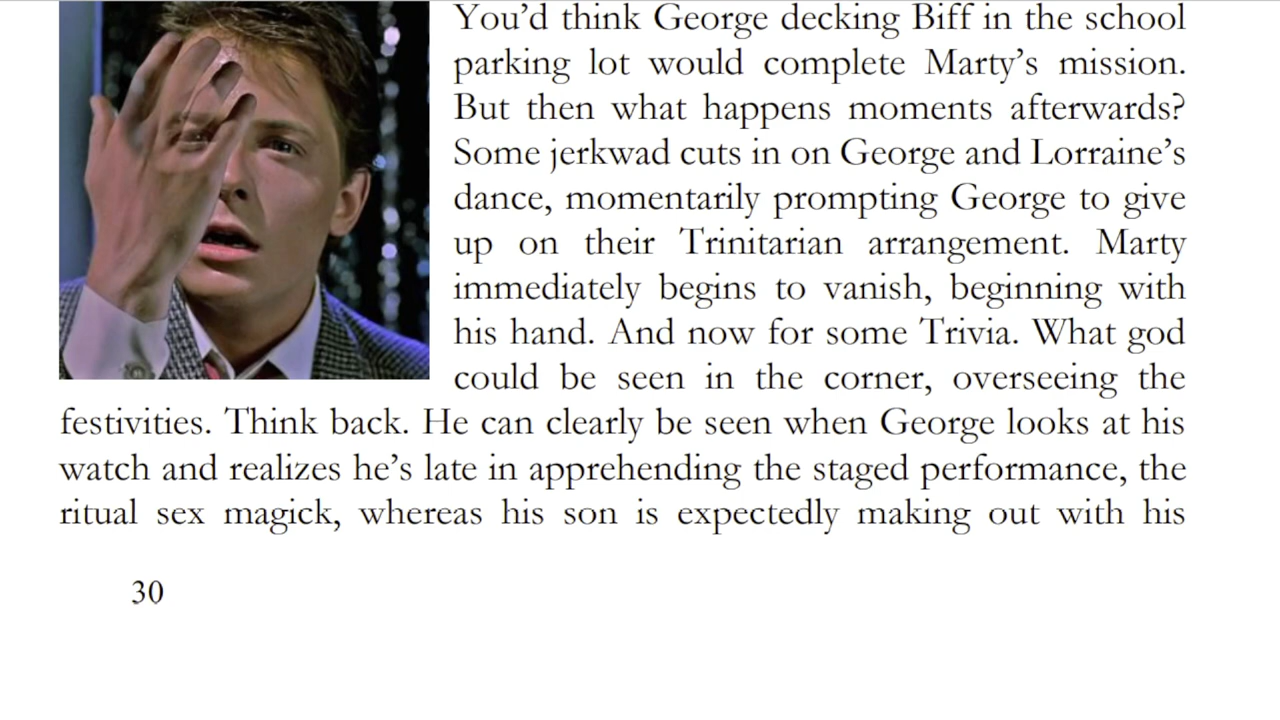 You’d think George decking Biff in the school
parking lot would complete Marty’s mission.
But then what happens moments afterwards?
Some jerkwad cuts in on George and Lorraine’s
dance, momentarily prompting George to give
up on their Trinitarian arrangement. Marty
immediately begins to vanish, beginning with
his hand. And now for some Trivia. What god
could be seen in the corner, overseeing the
festivities. Think back. He can clearly be seen when George looks at his
watch and realizes he’s late in apprehending the staged performance, the
ritual sex magick, whereas his son is expectedly making out with his
30